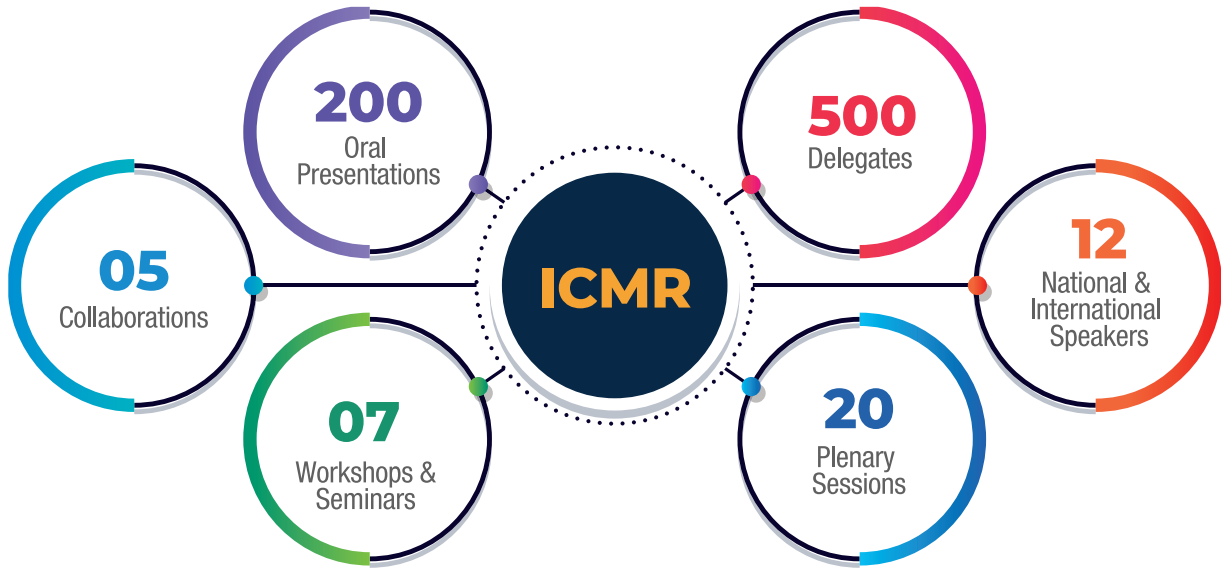 200
Oral
Presentations
500
Delegates
05
Collaborations
ICMR
12
National &
International
Speakers
07
Workshops &
Seminars
20
Plenary
Sessions